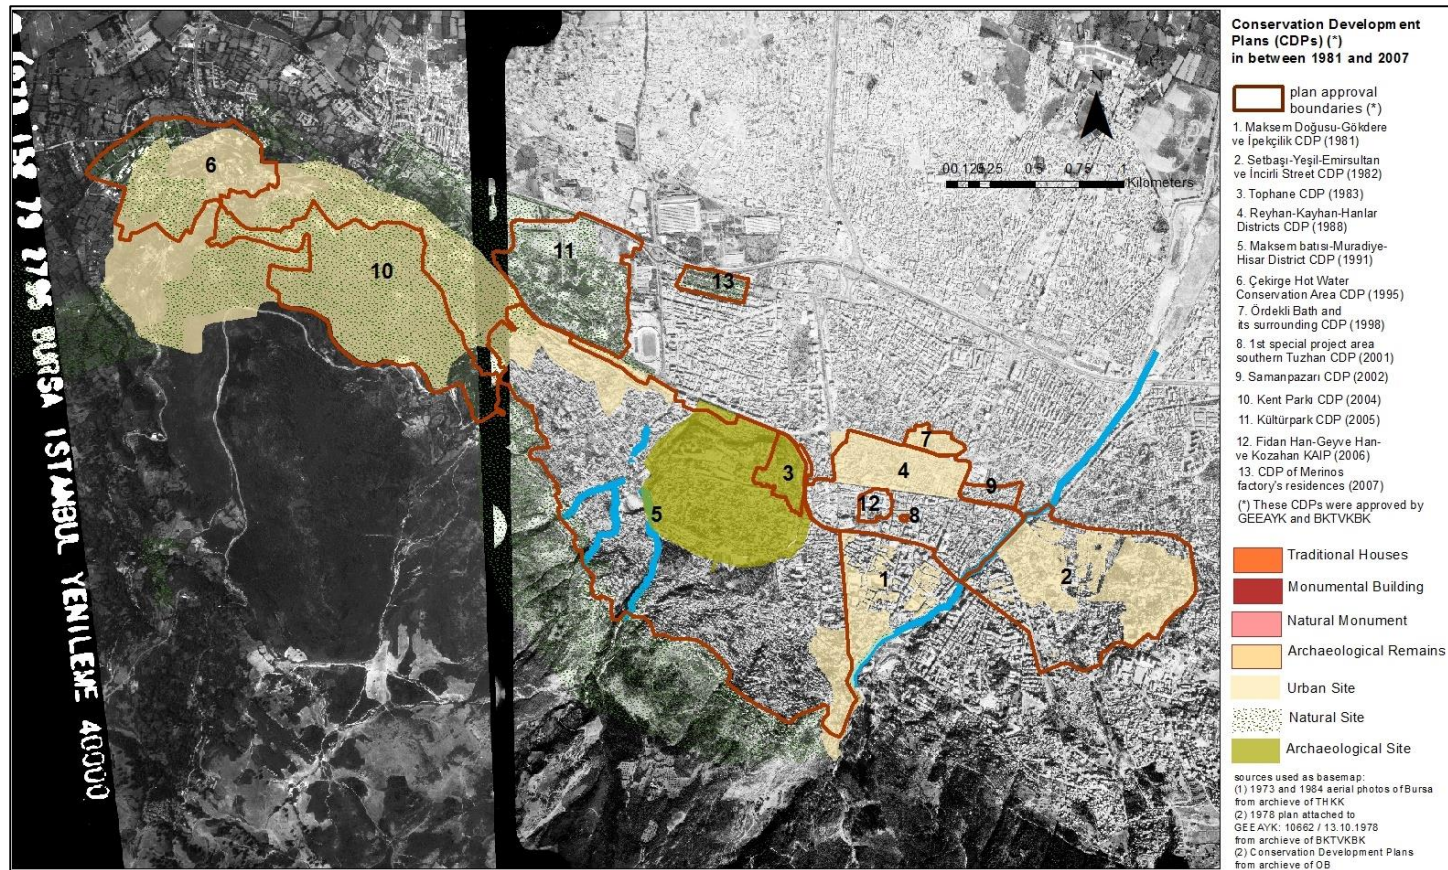 6022 152 79 2795 BURSA ISTANBUL YENILEME 40000
N
0 0.125 0.25 0.5 0.75 1
Kilometers
6
10
11
13
3
4
7
9
12
8
5
1
2
Conservation Development
Plans (CDPs) (*)
in between 1981 and 2007
plan approval
boundaries (*)
1. Maksem Doğusu-Gökdere
ve İpekçilik CDP (1981)
2. Setbaşı-Yeşil-Emirsultan
ve İncirli Street CDP (1982)
3. Tophane CDP (1983)
4. Reyhan-Kayhan-Hanlar
Districts CDP (1988)
5. Maksem batısı-Muradiye-
Hisar District CDP (1991)
6. Çekirge Hot Water
Conservation Area CDP (1995)
7. Ördekli Bath and
its surrounding CDP (1998)
8. 1st special project area
southern Tuzhan CDP (2001)
9. Samanpazarı CDP (2002)
10. Kent Parkı CDP (2004)
11. Kültürpark CDP (2005)
12. Fidan Han-Geyve Han-
ve Kozahan KAIP (2006)
13. CDP of Merinos
factory's residences (2007)
(*) These CDPs were approved by
GEEAYK and BKTVKBK
Traditional Houses
Monumental Building
Natural Monument
Archaeological Remains
Urban Site
Natural Site
Archaeological Site
sources used as basemap:
(1) 1973 and 1984 aerial photos of Bursa
from archieve of THKK
(2) 1978 plan attached to
GEEAYK: 10662 / 13.10.1978
from archieve of BKTVKBK
(2) Conservation Development Plans
from archieve of OB